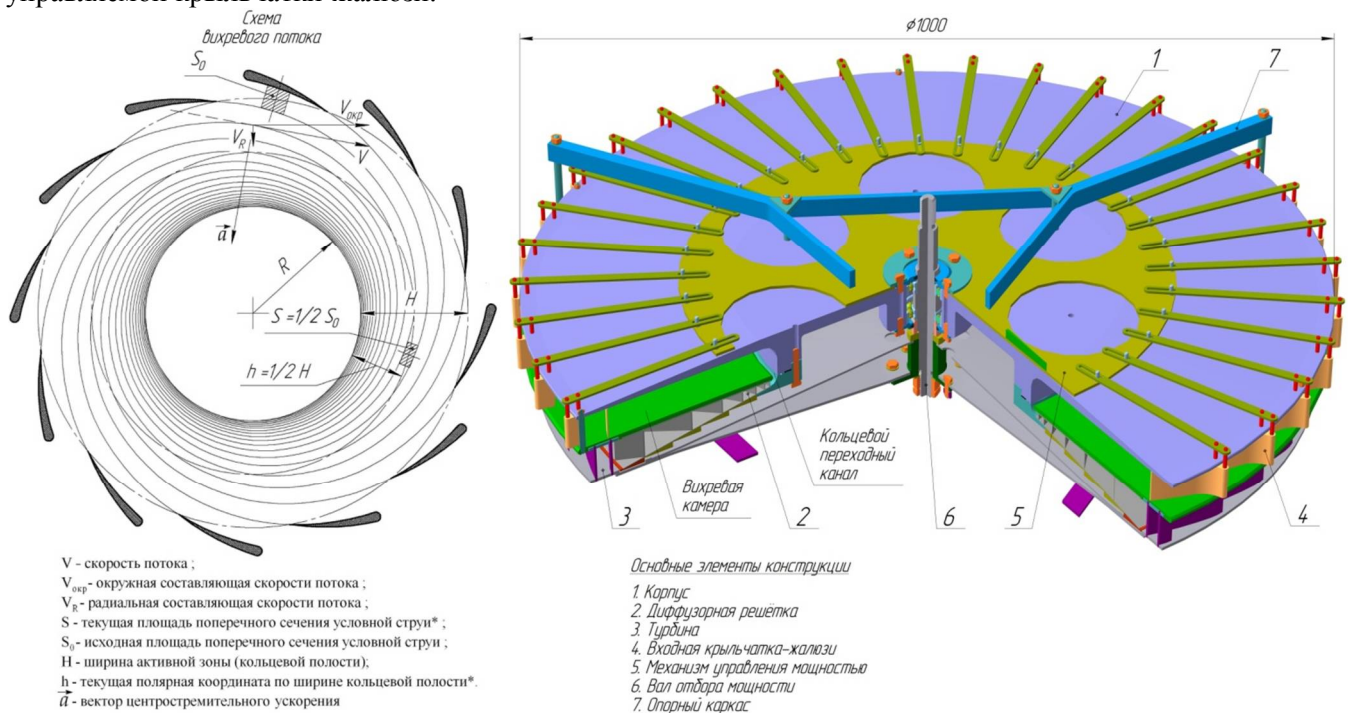 управляемой крыльчатки-жалюзи.
Схема
вихревого потока
S₀
Vокр
VR
V
a
R
H
S =1/2 S₀
h =1/2 H
V - скорость потока ;
Vокр- окружная составляющая скорости потока ;
VR - радиальная составляющая скорости потока ;
S - текущая площадь поперечного сечения условной струи* ;
S₀- исходная площадь поперечного сечения условной струи ;
H - ширина активной зоны (кольцевой полости);
h - текущая полярная координата по ширине кольцевой полости*.
a - вектор центростремительного ускорения
⌀1000
1
7
Кольцевой
переходный
канал
Вихревая
камера
3
2
6
5
4
Основные элементы конструкции
1. Корпус
2. Диффузорная решётка
3. Турбина
4. Входная крыльчатка-жалюзи
5. Механизм управления мощностью
6. Вал отбора мощности
7. Опорный каркас